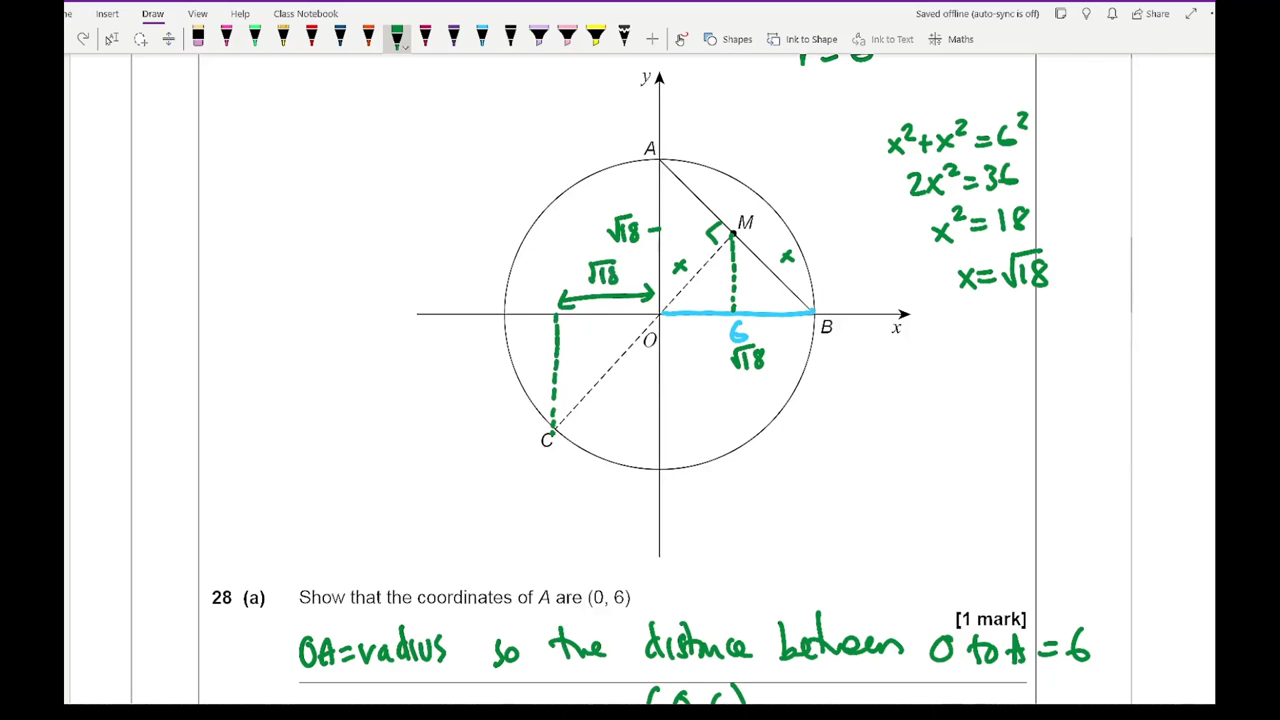 Insert Draw View Help Class Notebook Saved offline (auto-sync is off) Share
Shapes Ink to Shape Ink to Text Maths
y
x² + x² = 6²
2x² = 36
x² = 18
x = √18
A
M
√18
√18
x
x
O
6
√18
B
x
C
28 (a) Show that the coordinates of A are (0, 6)
[1 mark]
OA = radius so the distance between O to A = 6